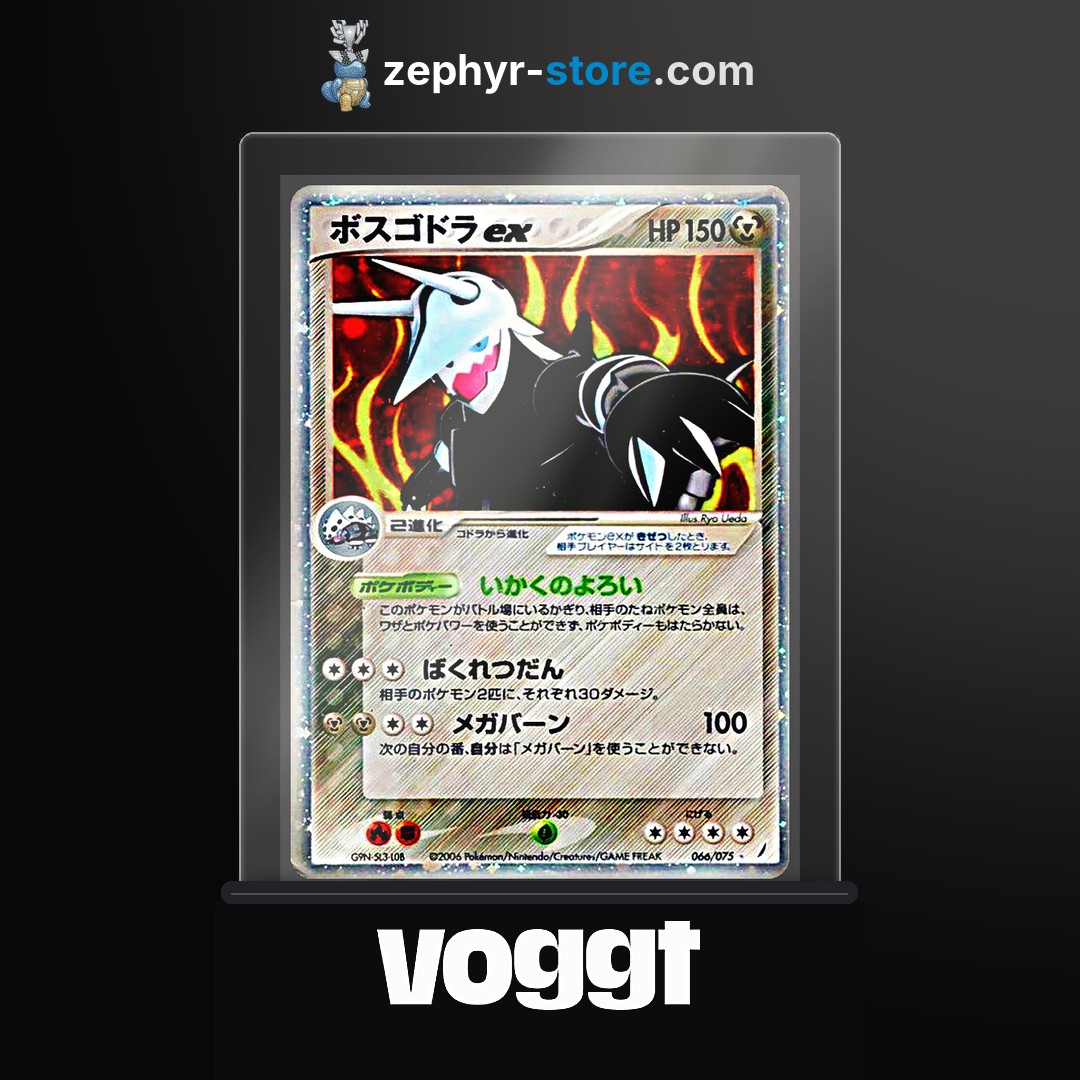 zephyr-store.com
ボスゴドラex HP 150
Illus. Ryo Ueda
2進化 コドラから進化
ポケモンexがきぜつしたとき、
相手プレイヤーはサイドを2枚とります。
ポケボディー いかくのよろい
このポケモンがバトル場にいるかぎり、相手のたねポケモン全員は、
ワザとポケパワーを使うことができず、ポケボディーもはたらかない。
ばくれつだん
相手のポケモン2匹に、それぞれ30ダメージ。
メガバーン 100
次の自分の番、自分は「メガバーン」を使うことができない。
弱点 抵抗力 -30 にげる
G9N-5L3-L0B ©2006 Pokémon/Nintendo/Creatures/GAME FREAK 066/075
voggt